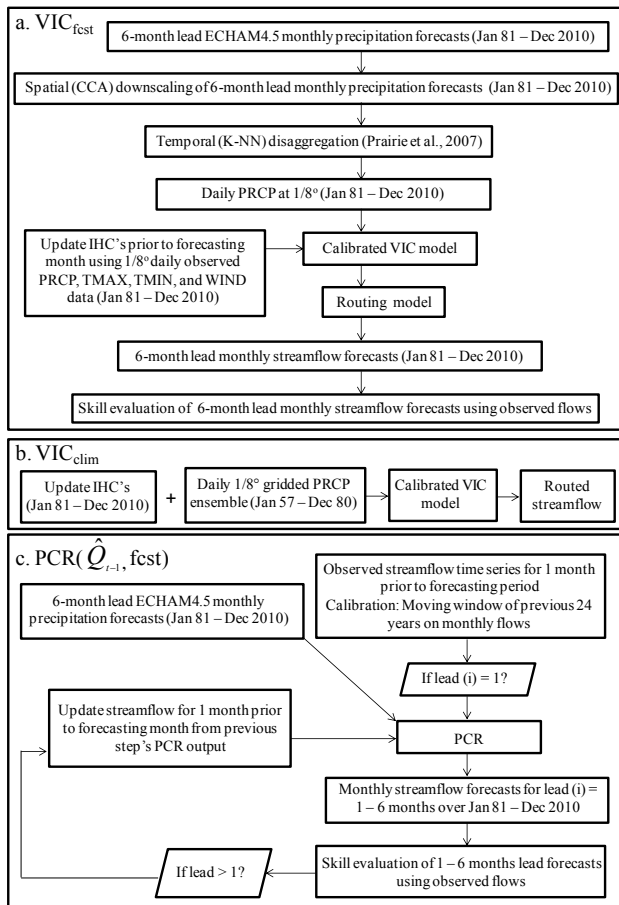 a. VICfcst
6-month lead ECHAM4.5 monthly precipitation forecasts (Jan 81 – Dec 2010)
Spatial (CCA) downscaling of 6-month lead monthly precipitation forecasts (Jan 81 – Dec 2010)
Temporal (K-NN) disaggregation (Prairie et al., 2007)
Daily PRCP at 1/8° (Jan 81 – Dec 2010)
Update IHC's prior to forecasting
month using 1/8° daily observed
PRCP, TMAX, TMIN, and WIND
data (Jan 81 – Dec 2010)
Calibrated VIC model
Routing model
6-month lead monthly streamflow forecasts (Jan 81 – Dec 2010)
Skill evaluation of 6-month lead monthly streamflow forecasts using observed flows
b. VICclim
Update IHC's
(Jan 81 – Dec 2010)
+
Daily 1/8° gridded PRCP
ensemble (Jan 57 – Dec 80)
Calibrated VIC
model
Routed
streamflow
c. PCR(Q̂t-1, fcst)
6-month lead ECHAM4.5 monthly
precipitation forecasts (Jan 81 – Dec 2010)
Observed streamflow time series for 1 month
prior to forecasting period
Calibration: Moving window of previous 24
years on monthly flows
If lead (i) = 1?
Update streamflow for 1 month prior
to forecasting month from previous
step's PCR output
PCR
Monthly streamflow forecasts for lead (i) =
1 – 6 months over Jan 81 – Dec 2010
If lead > 1?
Skill evaluation of 1 – 6 months lead forecasts
using observed flows